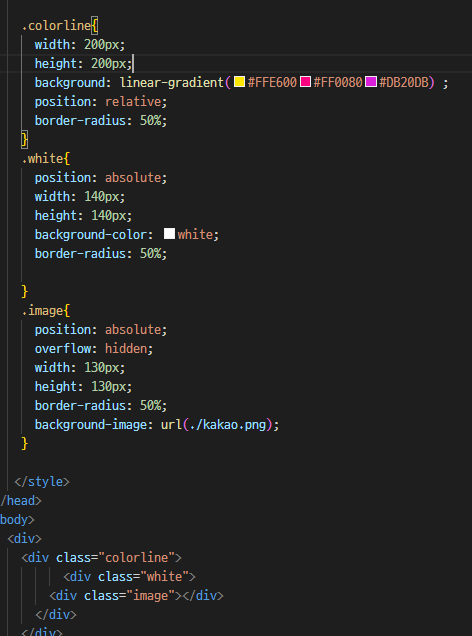 .colorline{
width: 200px;
height: 200px;
background: linear-gradient(#FFE600 #FF0080 #DB20DB) ;
position: relative;
border-radius: 50%;
}
.white{
position: absolute;
width: 140px;
height: 140px;
background-color: white;
border-radius: 50%;
}
.image{
position: absolute;
overflow: hidden;
width: 130px;
height: 130px;
border-radius: 50%;
background-image: url(./kakao.png);
}
</style>
/head>
body>
<div>
<div class="colorline">
<div class="white">
<div class="image"></div>
</div>
</div>